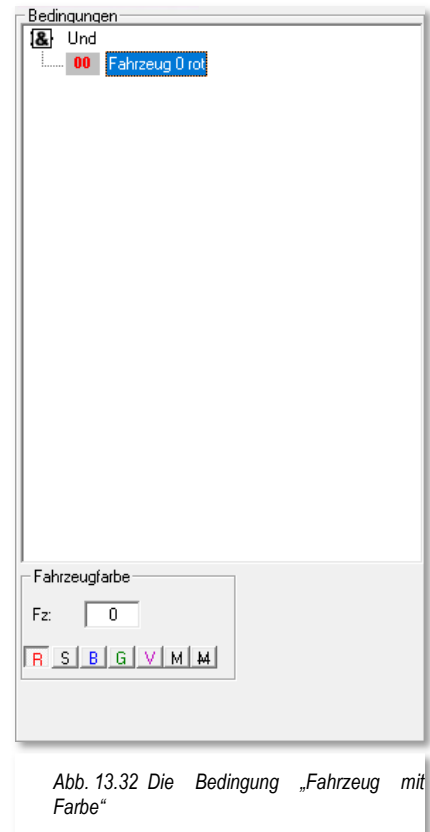 Bedingungen
& Und
00 Fahrzeug 0 rot
Fahrzeugfarbe
Fz: 0
R S B G V M M
Abb. 13.32 Die Bedingung „Fahrzeug mit
Farbe“